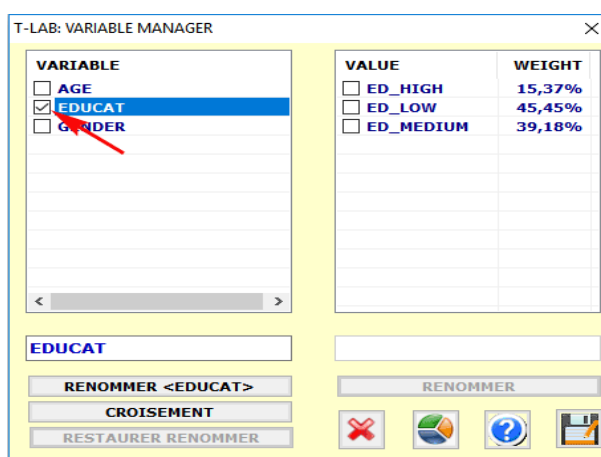 T-LAB: VARIABLE MANAGER
VARIABLE
AGE
EDUCAT
GENDER
VALUE WEIGHT
ED_HIGH 15,37%
ED_LOW 45,45%
ED_MEDIUM 39,18%
EDUCAT
RENOMMER <EDUCAT>
CROISEMENT
RESTAURER RENOMMER
RENOMMER